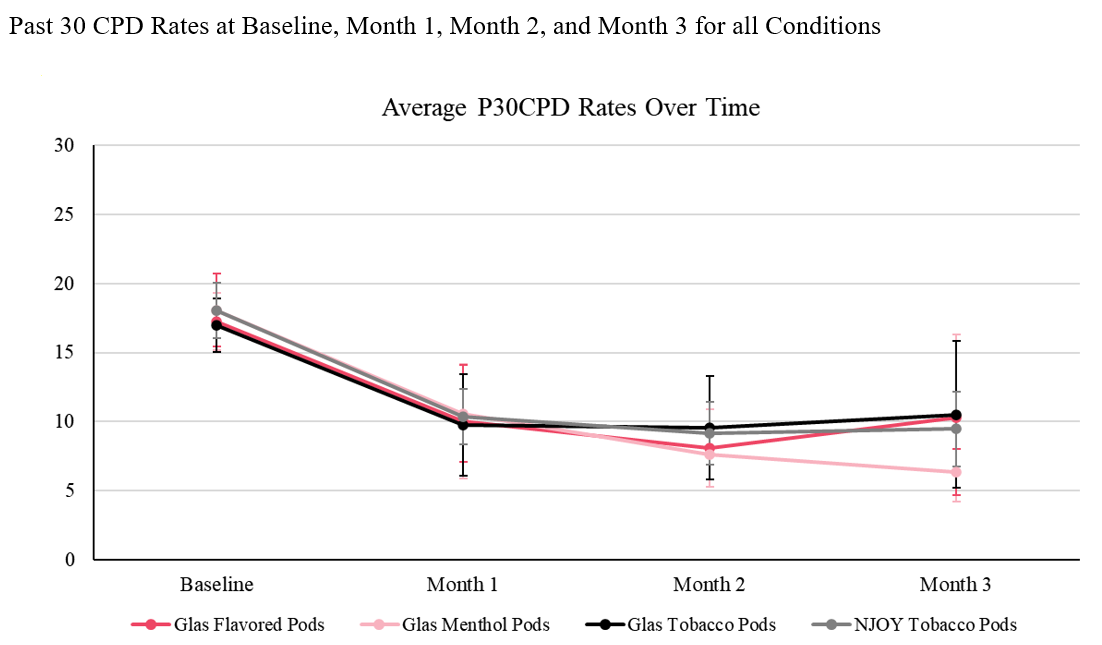 Past 30 CPD Rates at Baseline, Month 1, Month 2, and Month 3 for all Conditions
Average P30CPD Rates Over Time
30
25
20
15
10
5
0
Baseline Month 1 Month 2 Month 3
Glas Flavored Pods Glas Menthol Pods Glas Tobacco Pods NJOY Tobacco Pods